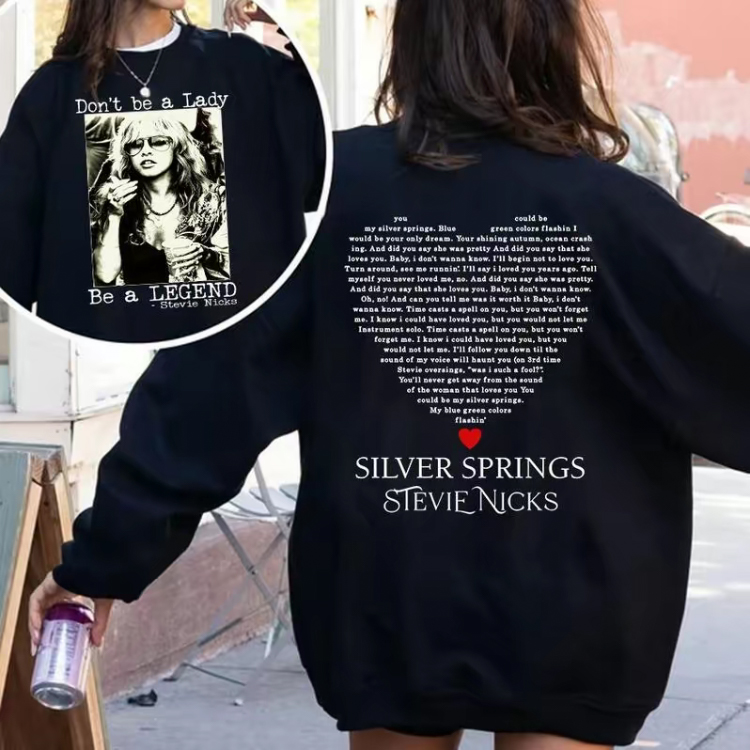 Don't be a Lady
Be a LEGEND
- Stevie Nicks
you could be
my silver springs. Blue green colors flashin I
would be your only dream. Your shining autumn, ocean crash
ing. And did you say she was pretty And did you say that she
loves you. Baby, i don't wanna know. I'll begin not to love you.
Turn around, see me runnin'. I'll say i loved you years ago. Tell
myself you never loved me, no. And did you say she was pretty.
And did you say that she loves you. Baby, i don't wanna know.
Oh, no! And can you tell me was it worth it Baby, i don't
wanna know. Time casts a spell on you, but you won't forget
me. I know i could have loved you, but you would not let me
Instrument solo. Time casts a spell on you, but you won't
forget me. I know i could have loved you, but you
would not let me. I'll follow you down til the
sound of my voice will haunt you (on 3rd time
Stevie oversings, "was i such a fool?".
You'll never get away from the sound
of the woman that loves you You
could be my silver springs.
My blue green colors
flashin'
SILVER SPRINGS
STEVIE NICKS